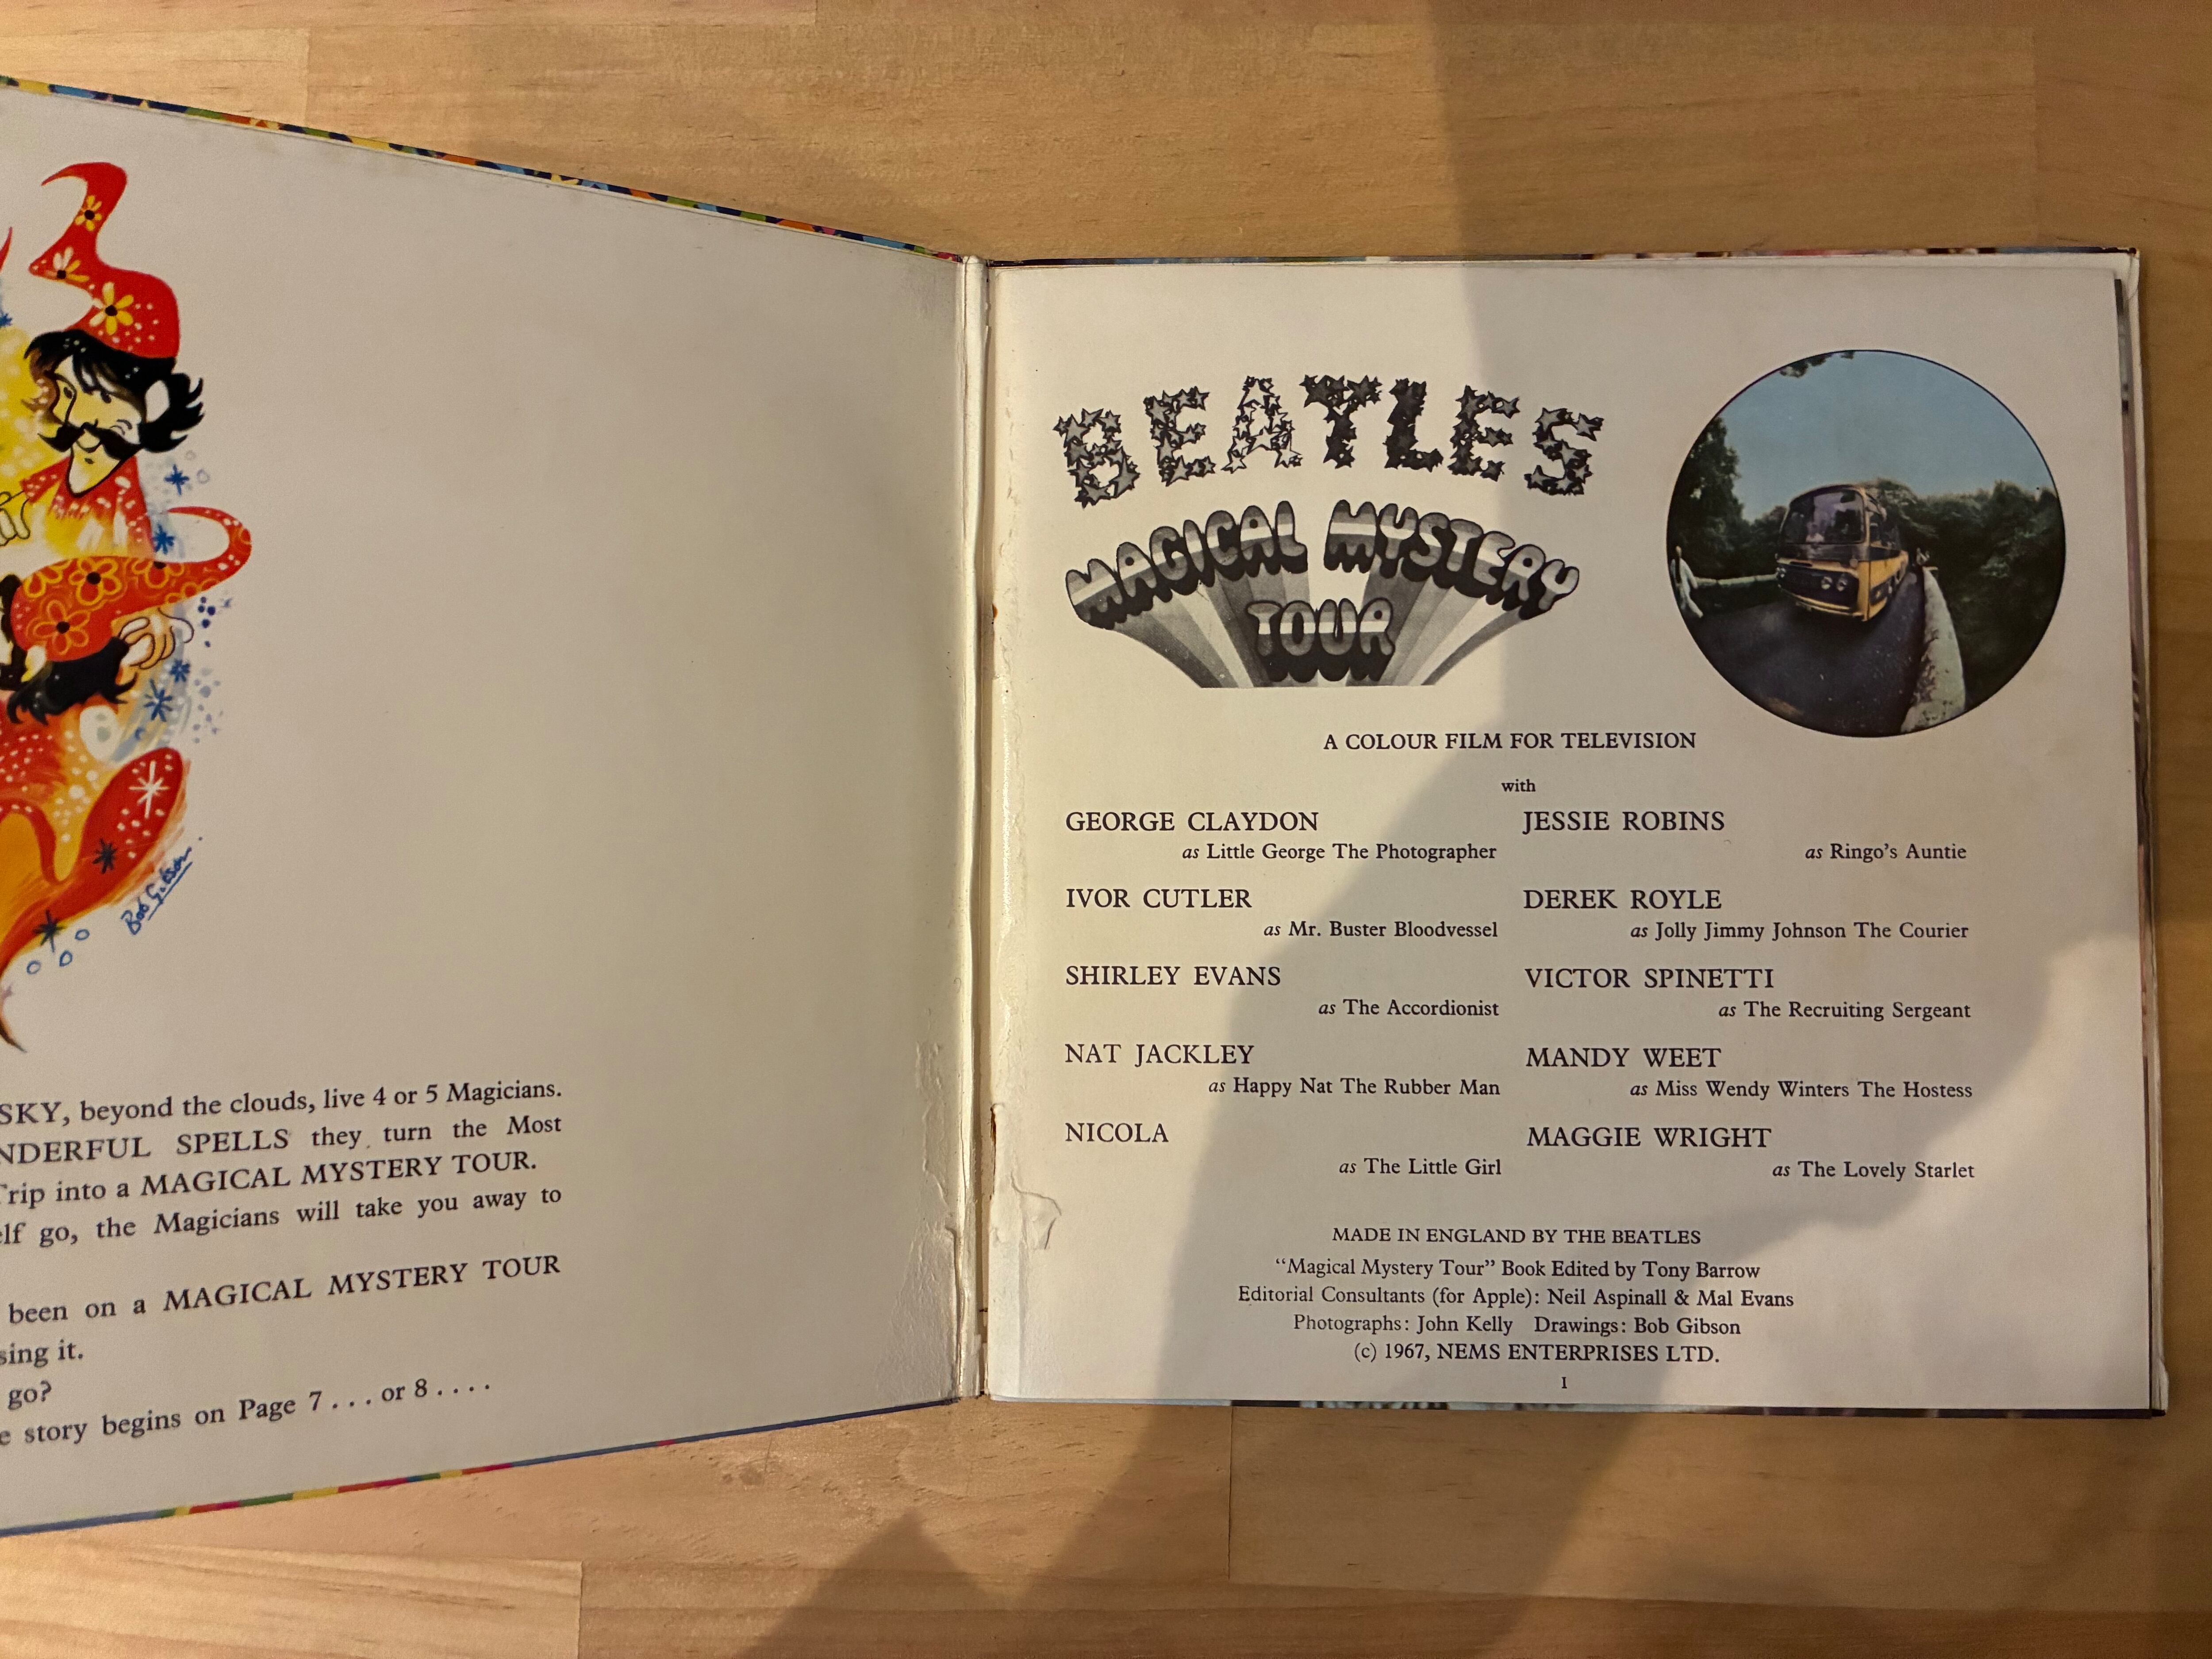 Bob Gibson.
SKY, beyond the clouds, live 4 or 5 Magicians.
NDERFUL SPELLS they turn the Most
Trip into a MAGICAL MYSTERY TOUR.
elf go, the Magicians will take you away to
been on a MAGICAL MYSTERY TOUR
sing it.
go?
e story begins on Page 7 . . . or 8 . . . .
BEATLES
MAGICAL MYSTERY
TOUR
A COLOUR FILM FOR TELEVISION
with
GEORGE CLAYDON
as Little George The Photographer
JESSIE ROBINS
as Ringo's Auntie
IVOR CUTLER
as Mr. Buster Bloodvessel
DEREK ROYLE
as Jolly Jimmy Johnson The Courier
SHIRLEY EVANS
as The Accordionist
VICTOR SPINETTI
as The Recruiting Sergeant
NAT JACKLEY
as Happy Nat The Rubber Man
MANDY WEET
as Miss Wendy Winters The Hostess
NICOLA
as The Little Girl
MAGGIE WRIGHT
as The Lovely Starlet
MADE IN ENGLAND BY THE BEATLES
"Magical Mystery Tour" Book Edited by Tony Barrow
Editorial Consultants (for Apple): Neil Aspinall & Mal Evans
Photographs: John Kelly Drawings: Bob Gibson
(c) 1967, NEMS ENTERPRISES LTD.
1